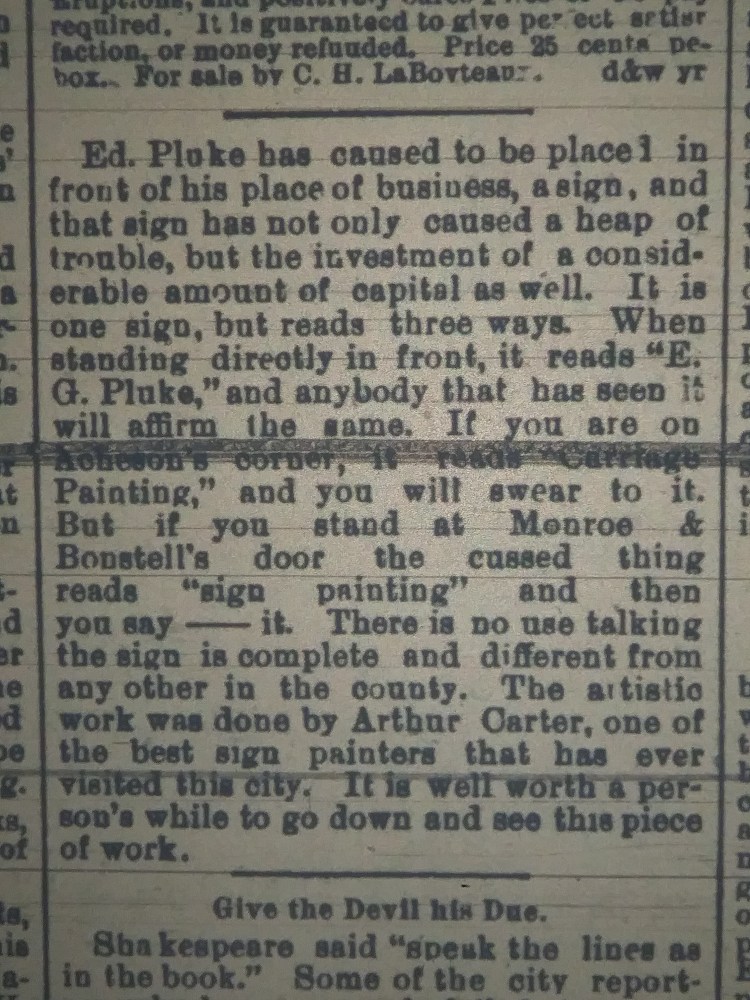 required. It is guaranteed to give per ect satisr
faction, or money refunded. Price 25 cents pe-
box. For sale by C. H. LaBoyteaux. d&w yr
Ed. Pluke has caused to be placed in
front of his place of business, a sign, and
that sign has not only caused a heap of
trouble, but the investment of a consid-
erable amount of capital as well. It is
one sign, but reads three ways. When
standing directly in front, it reads “E.
G. Pluke,” and anybody that has seen it
will affirm the same. If you are on
Acheson's corner, it reads “Carriage
Painting,” and you will swear to it.
But if you stand at Monroe &
Bonstell's door the cussed thing
reads “sign painting” and then
you say —— it. There is no use talking
the sign is complete and different from
any other in the county. The artistic
work was done by Arthur Carter, one of
the best sign painters that has ever
visited this city. It is well worth a per-
son's while to go down and see this piece
of work.
Give the Devil his Due.
Shakespeare said “speak the lines as
in the book.” Some of the city report-